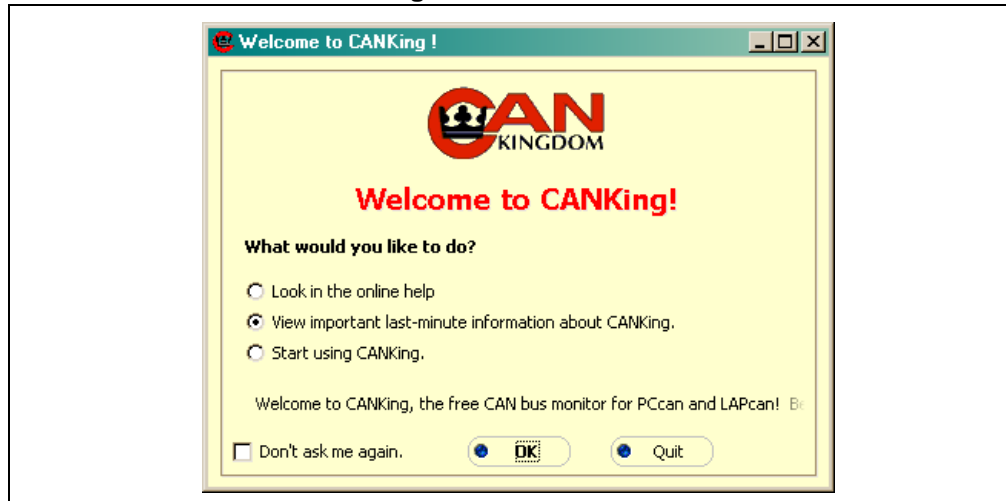 Welcome to CANKing !
CAN
KINGDOM
Welcome to CANKing!
What would you like to do?
Look in the online help
View important last-minute information about CANKing.
Start using CANKing.
Welcome to CANKing, the free CAN bus monitor for PCcan and LAPcan!
Don't ask me again.
OK
Quit